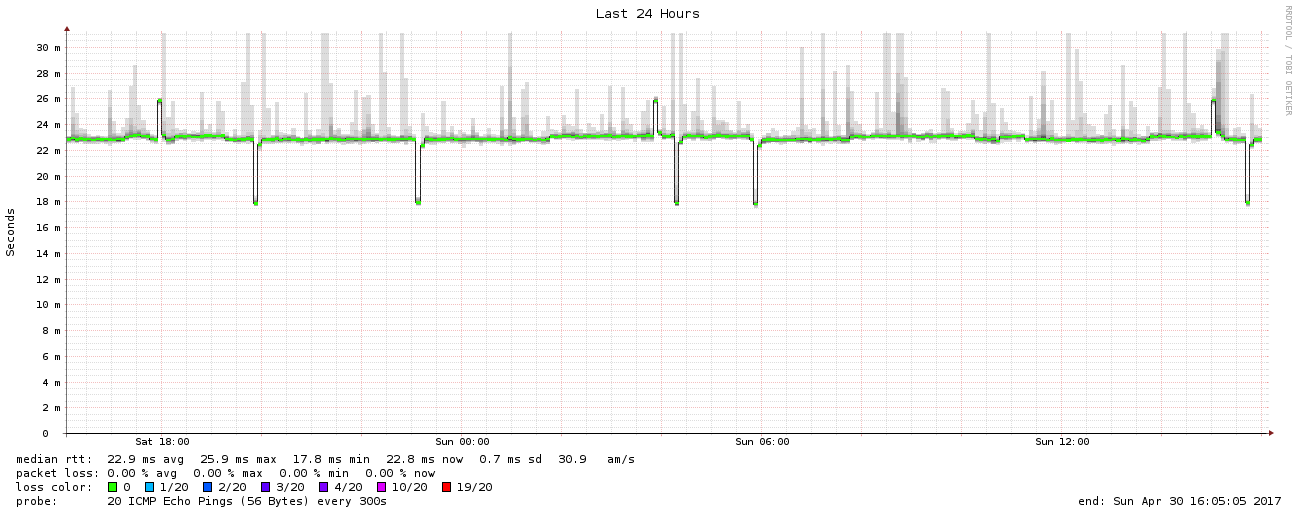 Last 24 Hours
RRDTOOL / TOBI OETIKER
Seconds
30 m
28 m
26 m
24 m
22 m
20 m
18 m
16 m
14 m
12 m
10 m
8 m
6 m
4 m
2 m
0
Sat 18:00 Sun 00:00 Sun 06:00 Sun 12:00
median rtt: 22.9 ms avg 25.9 ms max 17.8 ms min 22.8 ms now 0.7 ms sd 30.9 am/s
packet loss: 0.00 % avg 0.00 % max 0.00 % min 0.00 % now
loss color: 0 1/20 2/20 3/20 4/20 10/20 19/20
probe: 20 ICMP Echo Pings (56 Bytes) every 300s end: Sun Apr 30 16:05:05 2017